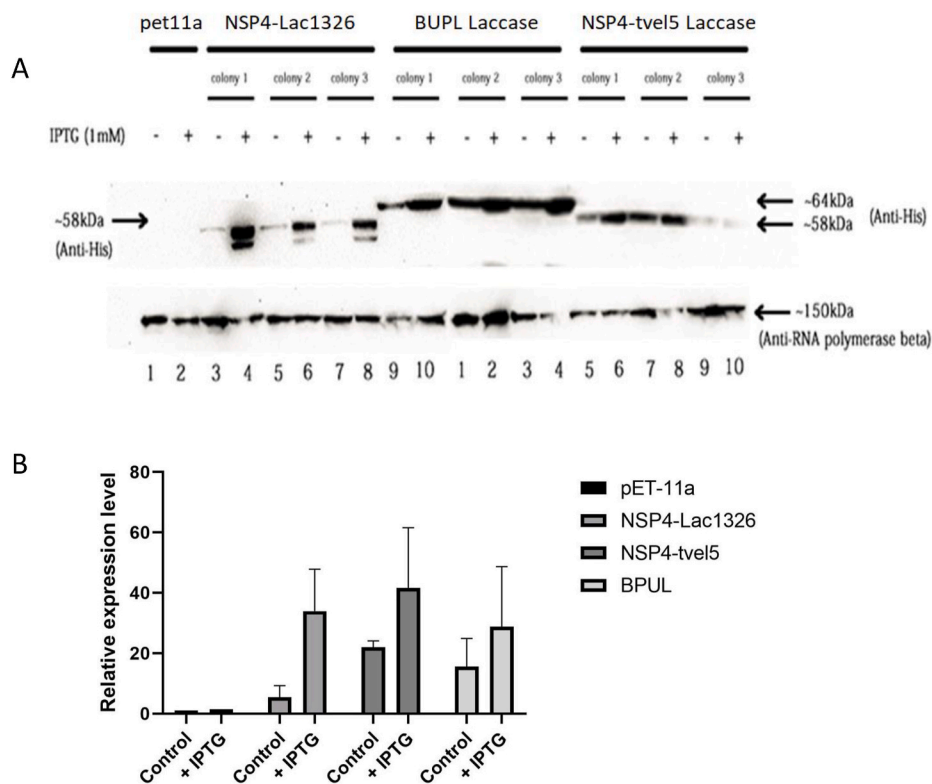 pet11a NSP4-Lac1326 BUPL Laccase NSP4-tvel5 Laccase
A
colony 1 colony 2 colony 3 colony 1 colony 2 colony 3 colony 1 colony 2 colony 3
IPTG (1mM) - + - + - + - + - + - + - + - + - + - +
~58kDa
(Anti-His)
~64kDa
~58kDa
(Anti-His)
~150kDa
(Anti-RNA polymerase beta)
1 2 3 4 5 6 7 8 9 10 1 2 3 4 5 6 7 8 9 10
B
Relative expression level
80
60
40
20
0
Control + IPTG Control + IPTG Control + IPTG Control + IPTG
pET-11a
NSP4-Lac1326
NSP4-tvel5
BPUL